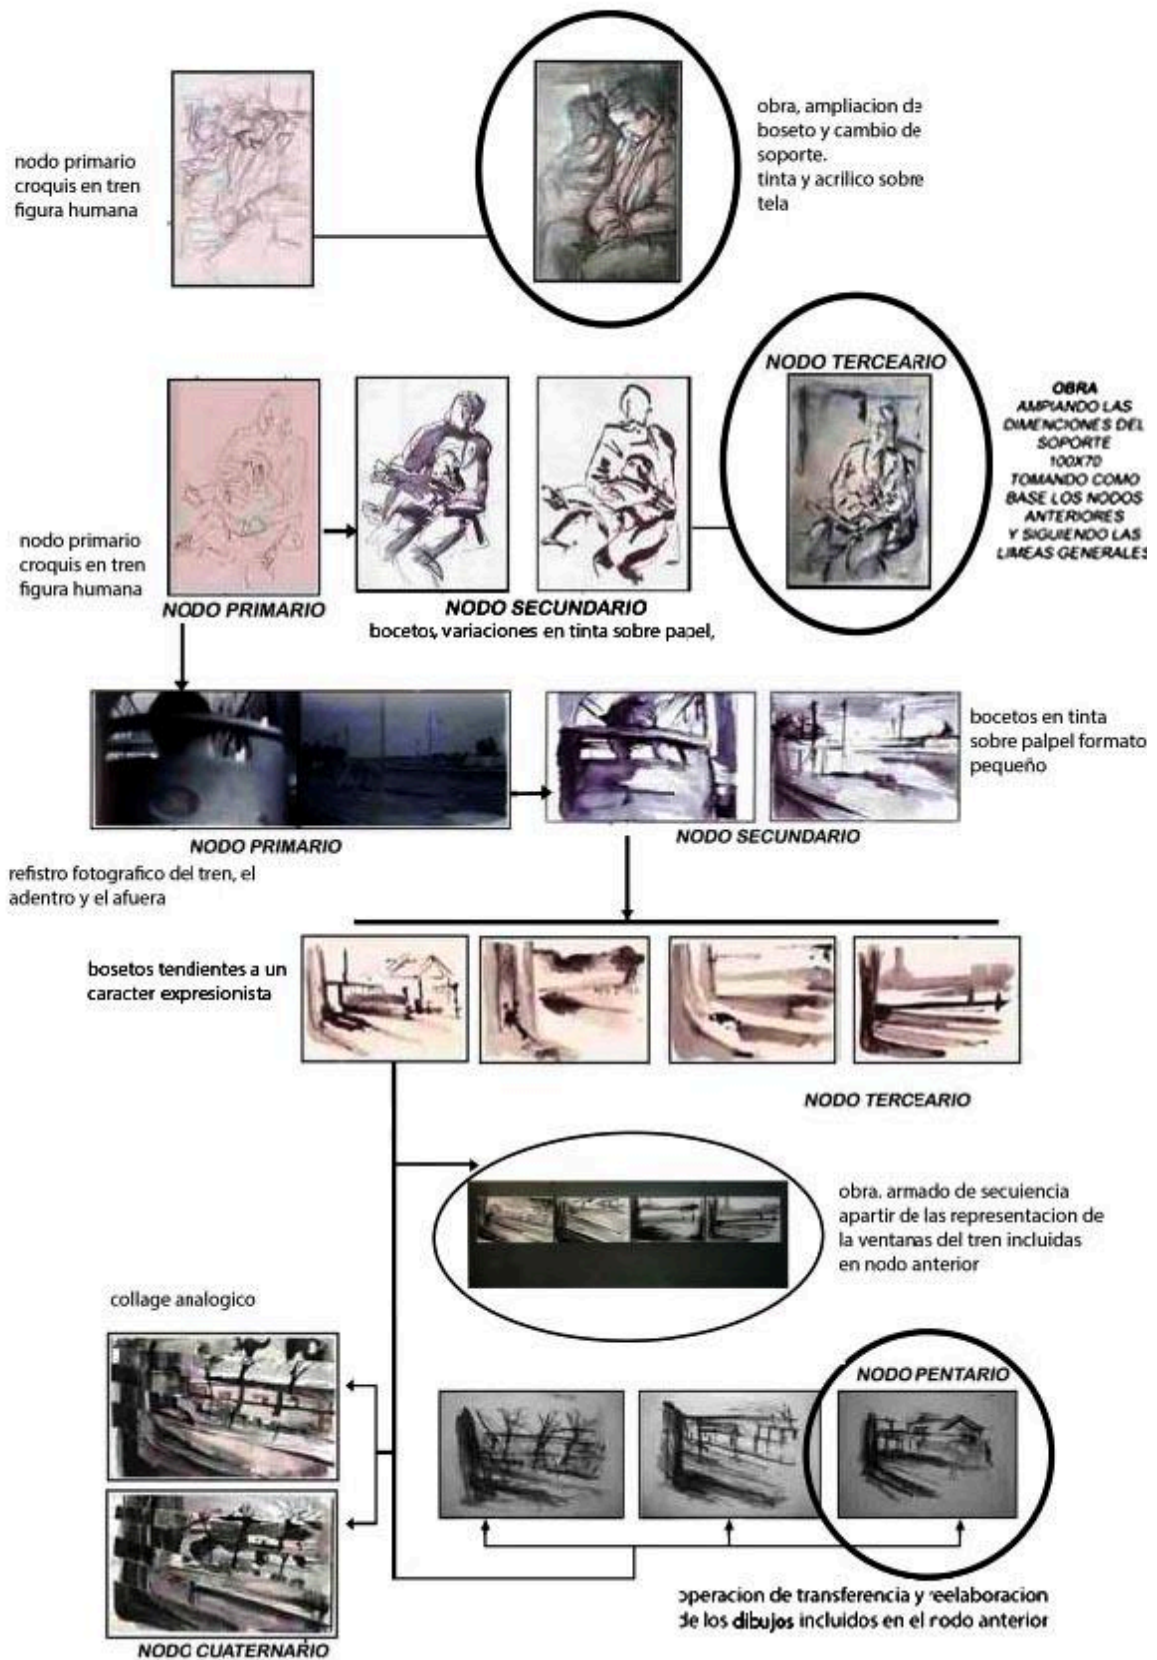 nodo primario
croquis en tren
figura humana
obra, ampliacion de
boseto y cambio de
soporte.
tinta y acrilico sobre
tela
nodo primario
croquis en tren
figura humana
NODO PRIMARIO
NODO SECUNDARIO
bocetos, variaciones en tinta sobre papel,
NODO TERCEARIO
OBRA
AMPIANDO LAS
DIMENCIONES DEL
SOPORTE
100X70
TOMANDO COMO
BASE LOS NODOS
ANTERIORES
Y SIGUIENDO LAS
LIMEAS GENERALES
NODO PRIMARIO
refistro fotografico del tren, el
adentro y el afuera
NODO SECUNDARIO
bocetos en tinta
sobre palpel formato
pequeño
bosetos tendientes a un
caracter expresionista
NODO TERCEARIO
obra. armado de secuiencia
apartir de las representacion de
la ventanas del tren incluidas
en nodo anterior
collage analogico
NODO CUATERNARIO
NODO PENTARIO
operacion de transferencia y reelaboracion
de los dibujos incluidos en el nodo anterior